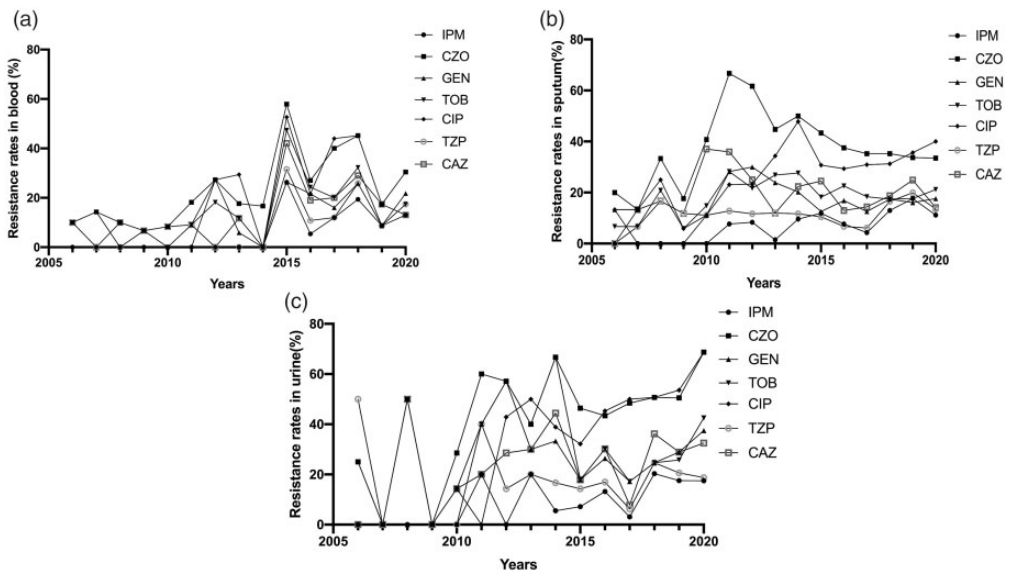 (a)
Resistance rates in blood (%)
80
60
40
20
0
2005
2010
2015
2020
Years
IPM
CZO
GEN
TOB
CIP
TZP
CAZ
(b)
Resistance rates in sputum(%)
80
60
40
20
0
2005
2010
2015
2020
Years
IPM
CZO
GEN
TOB
CIP
TZP
CAZ
(c)
Resistance rates in urine(%)
80
60
40
20
0
2005
2010
2015
2020
Years
IPM
CZO
GEN
TOB
CIP
TZP
CAZ